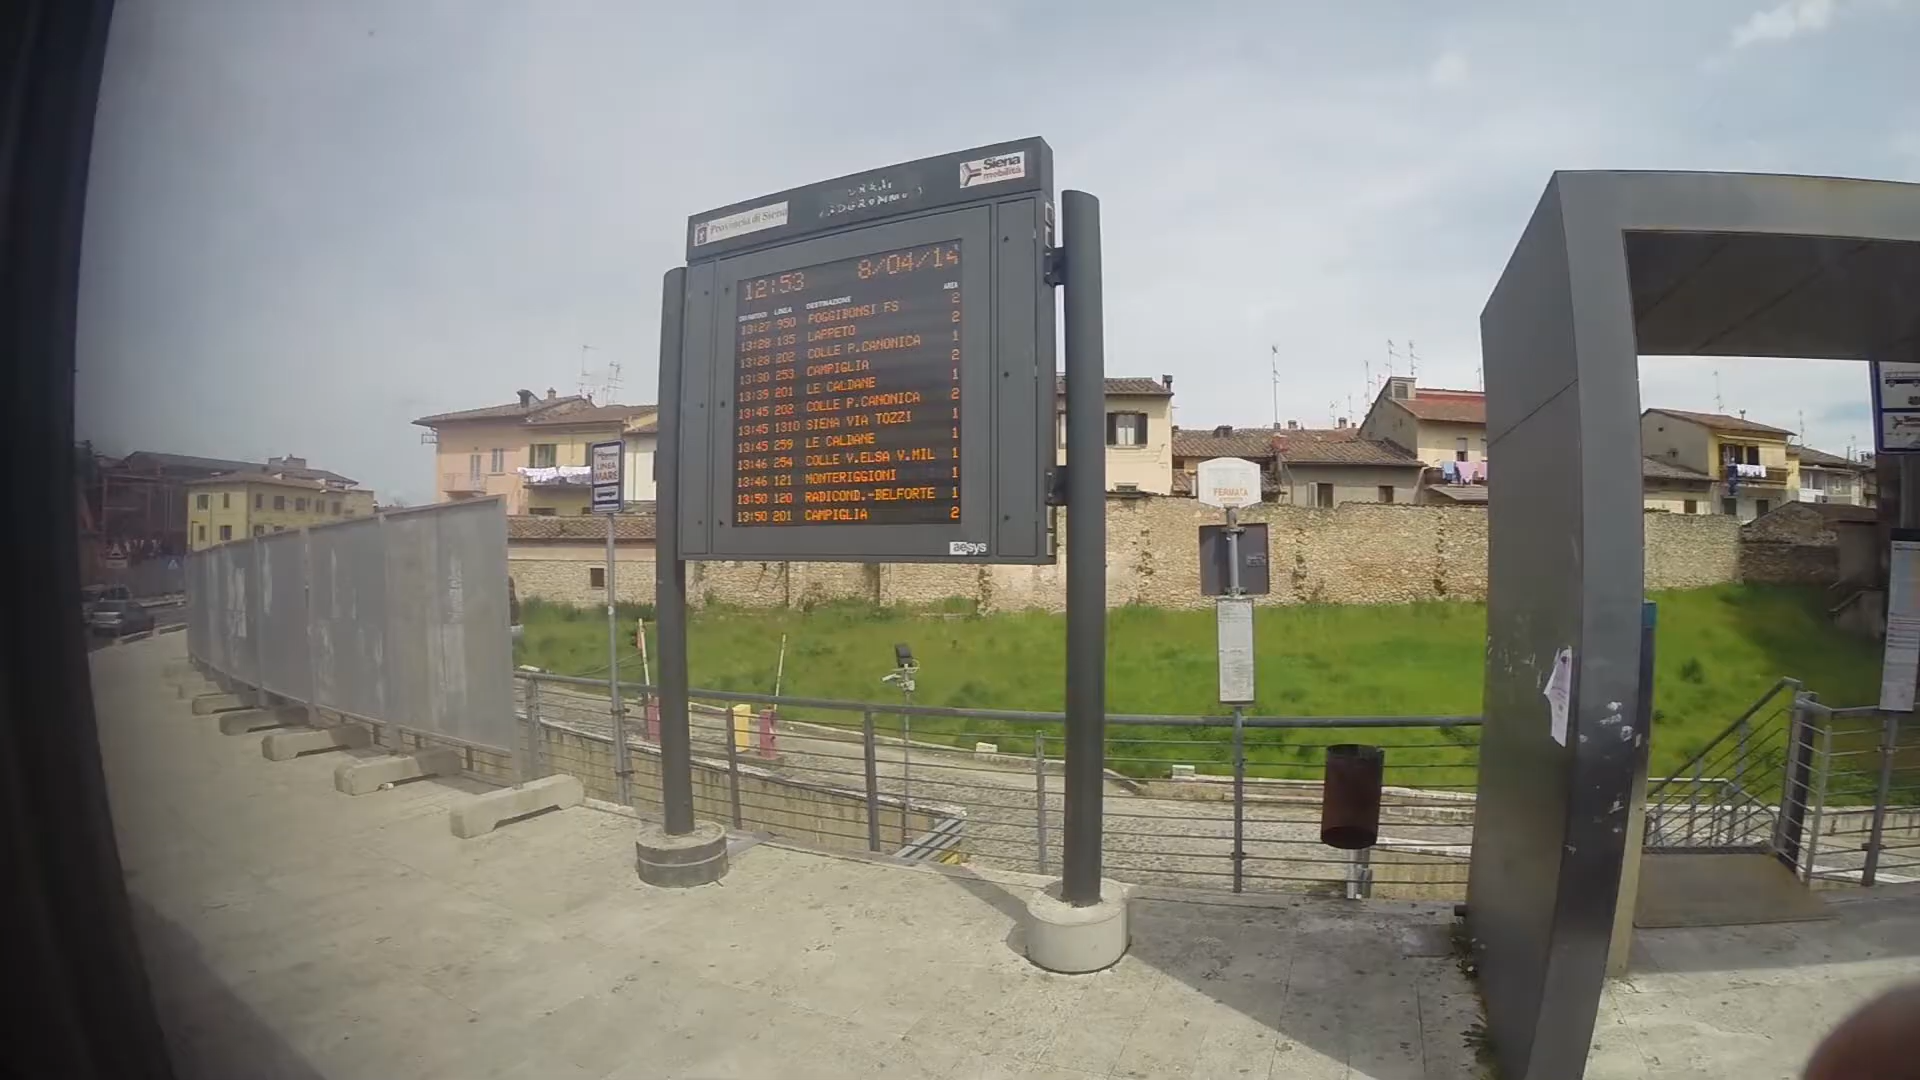 Siena
mobilità
Provincia di Siena
12:53 8/04/14
LINEA DESTINAZIONE AREA
13:27 950 POGGIBONSI FS 2
13:28 135 LAPPETO 2
13:28 202 COLLE P.CANONICA 1
13:30 253 CAMPIGLIA 2
13:39 201 LE CALDANE 1
13:45 202 COLLE P.CANONICA 2
13:45 1310 SIENA VIA TOZZI 1
13:45 259 LE CALDANE 1
13:46 254 COLLE V.ELSA V.MIL 1
13:46 121 MONTERIGGIONI 1
13:50 120 RADICOND.-BELFORTE 1
13:50 201 CAMPIGLIA 2
aesys
LINEA
MARE
FERMATA